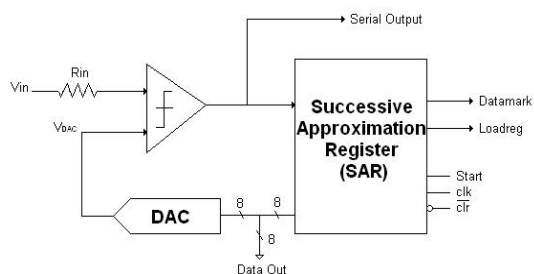 Serial Output
Rin
Vin
VDAC
Successive
Approximation
Register
(SAR)
Datamark
Loadreg
Start
clk
clr
DAC
8
8
8
Data Out